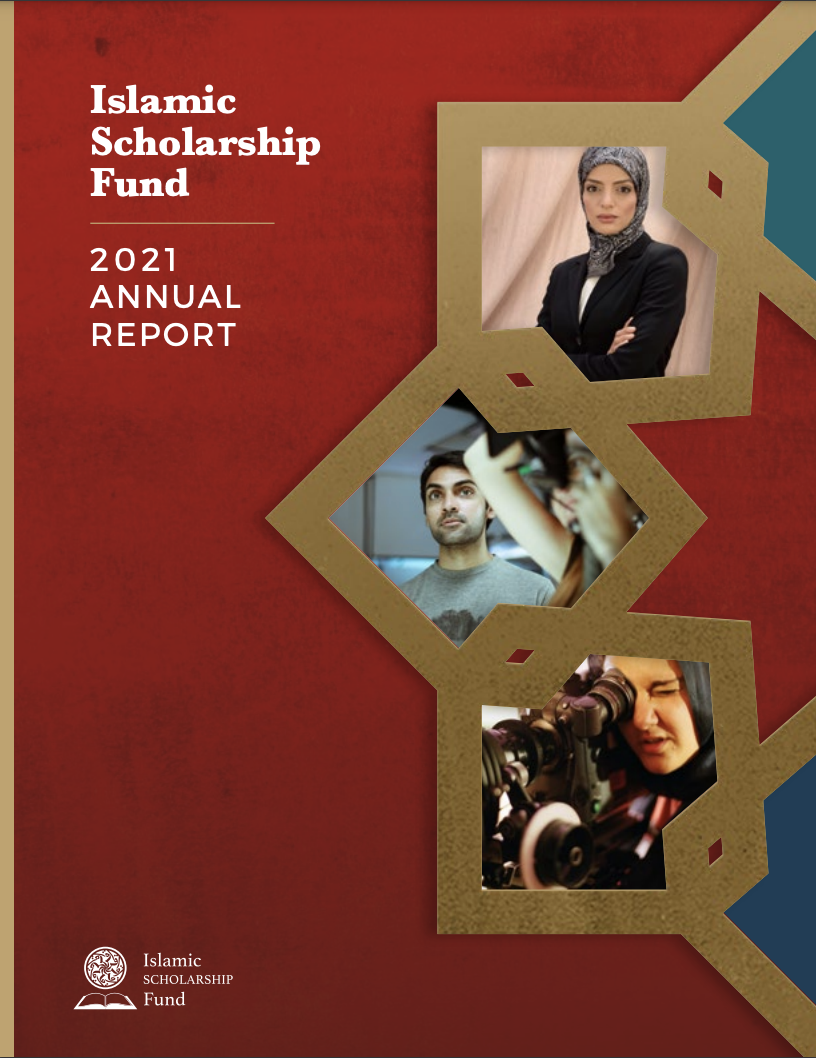 Islamic
Scholarship
Fund
2021
ANNUAL
REPORT
Islamic
SCHOLARSHIP
Fund